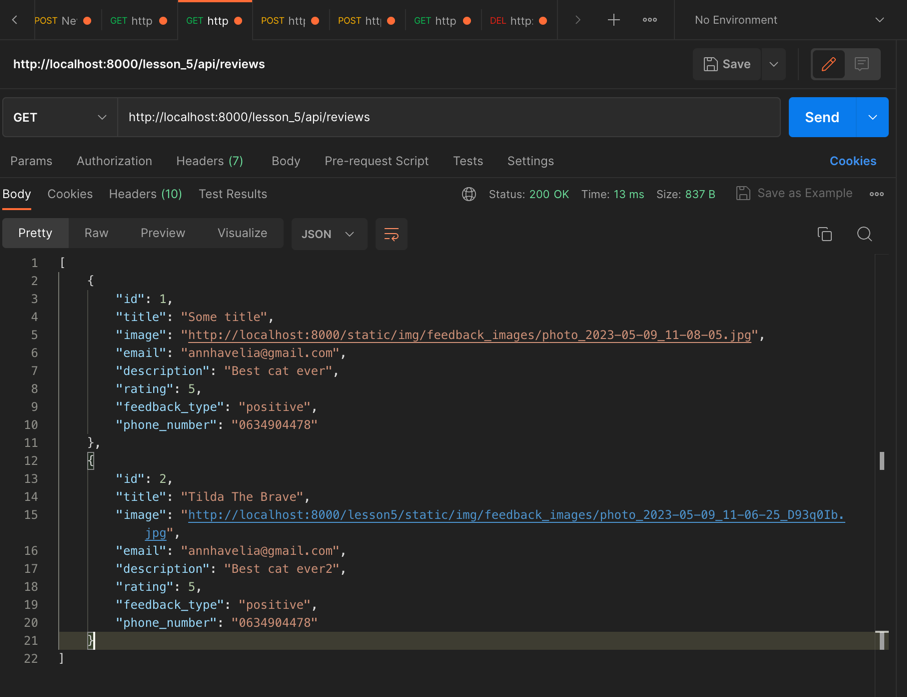 POST Ne
GET http
GET http
POST http
POST http
GET http
DEL http:
No Environment
http://localhost:8000/lesson_5/api/reviews
Save
GET
http://localhost:8000/lesson_5/api/reviews
Send
Params Authorization Headers (7) Body Pre-request Script Tests Settings Cookies
Body Cookies Headers (10) Test Results Status: 200 OK Time: 13 ms Size: 837 B Save as Example
Pretty Raw Preview Visualize JSON
1 [
2 {
3 "id": 1,
4 "title": "Some title",
5 "image": "http://localhost:8000/static/img/feedback_images/photo_2023-05-09_11-08-05.jpg",
6 "email": "annhavelia@gmail.com",
7 "description": "Best cat ever",
8 "rating": 5,
9 "feedback_type": "positive",
10 "phone_number": "0634904478"
11 },
12 {
13 "id": 2,
14 "title": "Tilda The Brave",
15 "image": "http://localhost:8000/lesson5/static/img/feedback_images/photo_2023-05-09_11-06-25_D93q0Ib.
jpg",
16 "email": "annhavelia@gmail.com",
17 "description": "Best cat ever2",
18 "rating": 5,
19 "feedback_type": "positive",
20 "phone_number": "0634904478"
21 }
22 ]